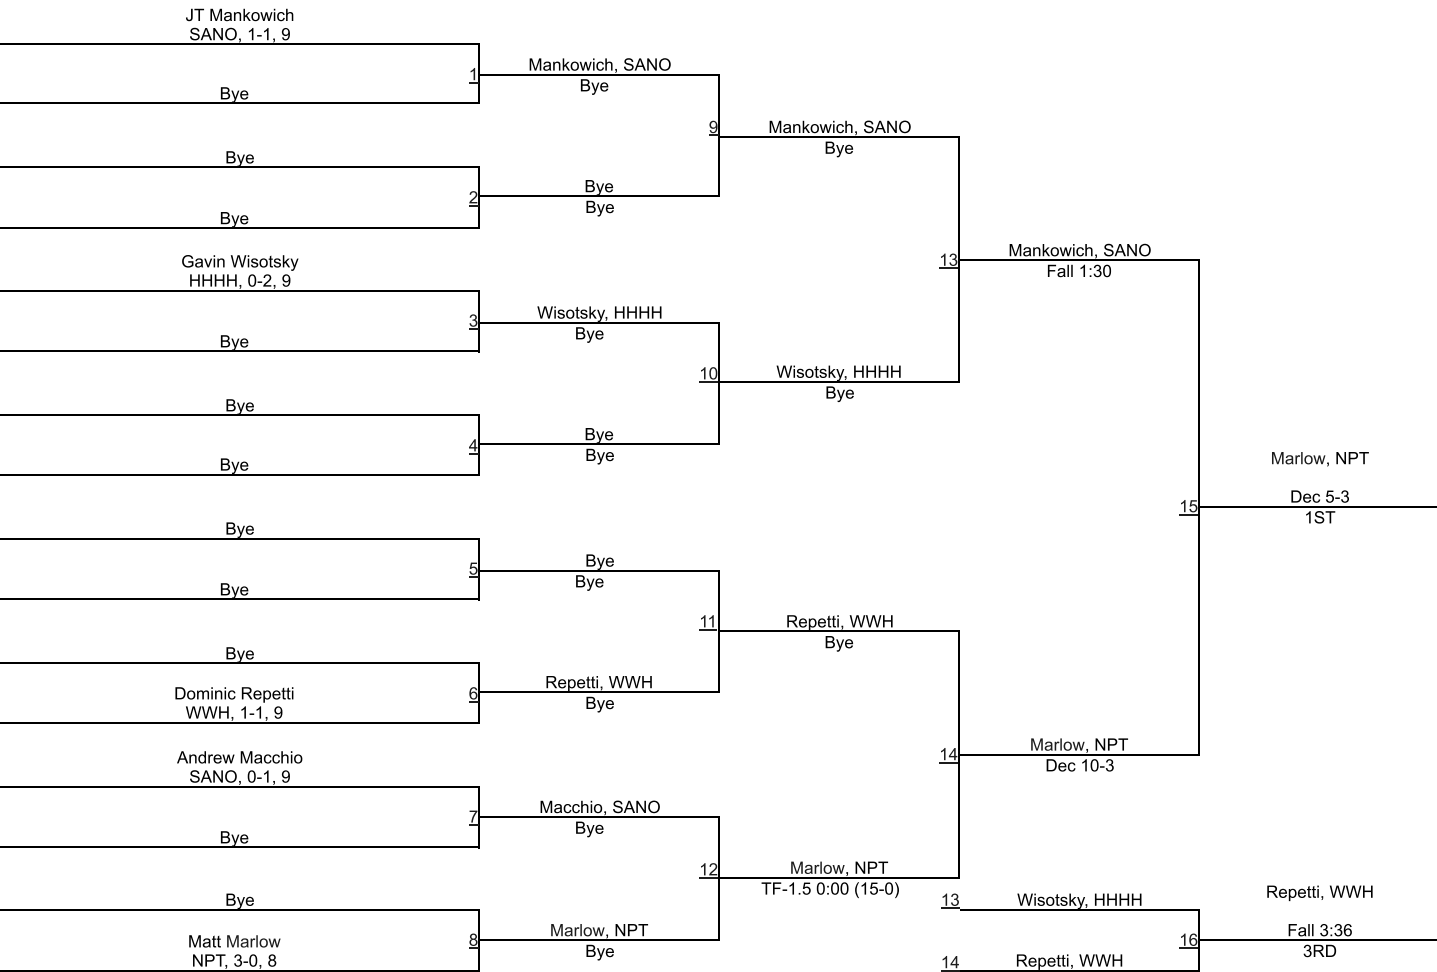 JT Mankowich
SANO, 1-1, 9
1
Mankowich, SANO
Bye
Bye
9
Mankowich, SANO
Bye
Bye
2
Bye
Bye
Bye
13
Mankowich, SANO
Fall 1:30
Gavin Wisotsky
HHHH, 0-2, 9
3
Wisotsky, HHHH
Bye
Bye
10
Wisotsky, HHHH
Bye
Bye
4
Bye
Bye
Bye
15
Marlow, NPT
Dec 5-3
1ST
Bye
5
Bye
Bye
Bye
11
Repetti, WWH
Bye
Bye
6
Repetti, WWH
Bye
Dominic Repetti
WWH, 1-1, 9
14
Marlow, NPT
Dec 10-3
Andrew Macchio
SANO, 0-1, 9
7
Macchio, SANO
Bye
Bye
12
Marlow, NPT
TF-1.5 0:00 (15-0)
Bye
8
Marlow, NPT
Bye
Matt Marlow
NPT, 3-0, 8
13
Wisotsky, HHHH
16
Repetti, WWH
Fall 3:36
3RD
14
Repetti, WWH